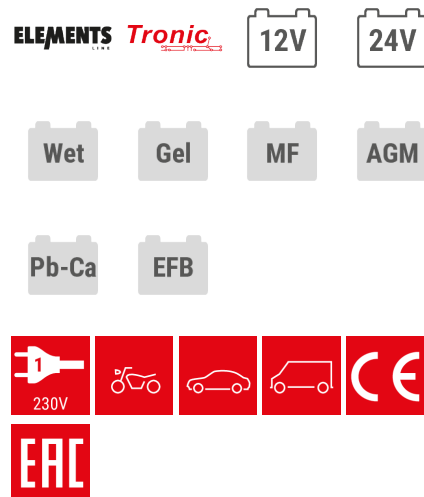 ELEMENTS Tronic 12V 24V
LINE
Wet Gel MF AGM
Pb-Ca EFB
1
230V
CE
EAC